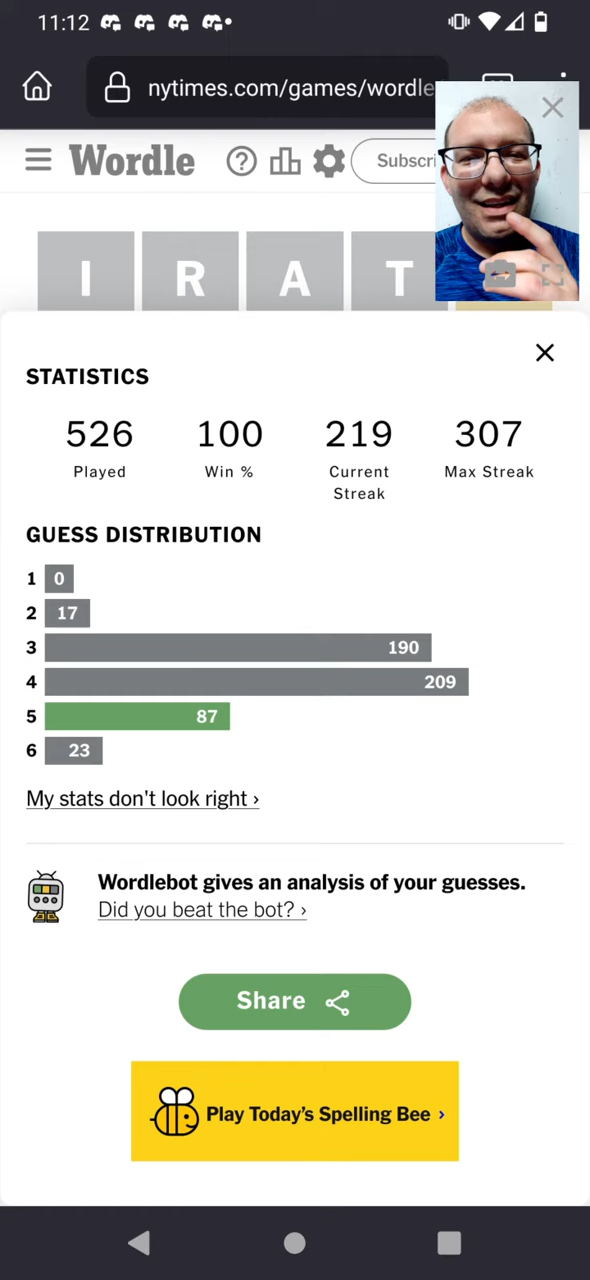 11:12
nytimes.com/games/wordle
Wordle
Subscri
I R A T
STATISTICS
526 100 219 307
Played Win % Current Streak Max Streak
GUESS DISTRIBUTION
1 0
2 17
3 190
4 209
5 87
6 23
My stats don't look right ›
Wordlebot gives an analysis of your guesses.
Did you beat the bot? ›
Share
Play Today's Spelling Bee ›